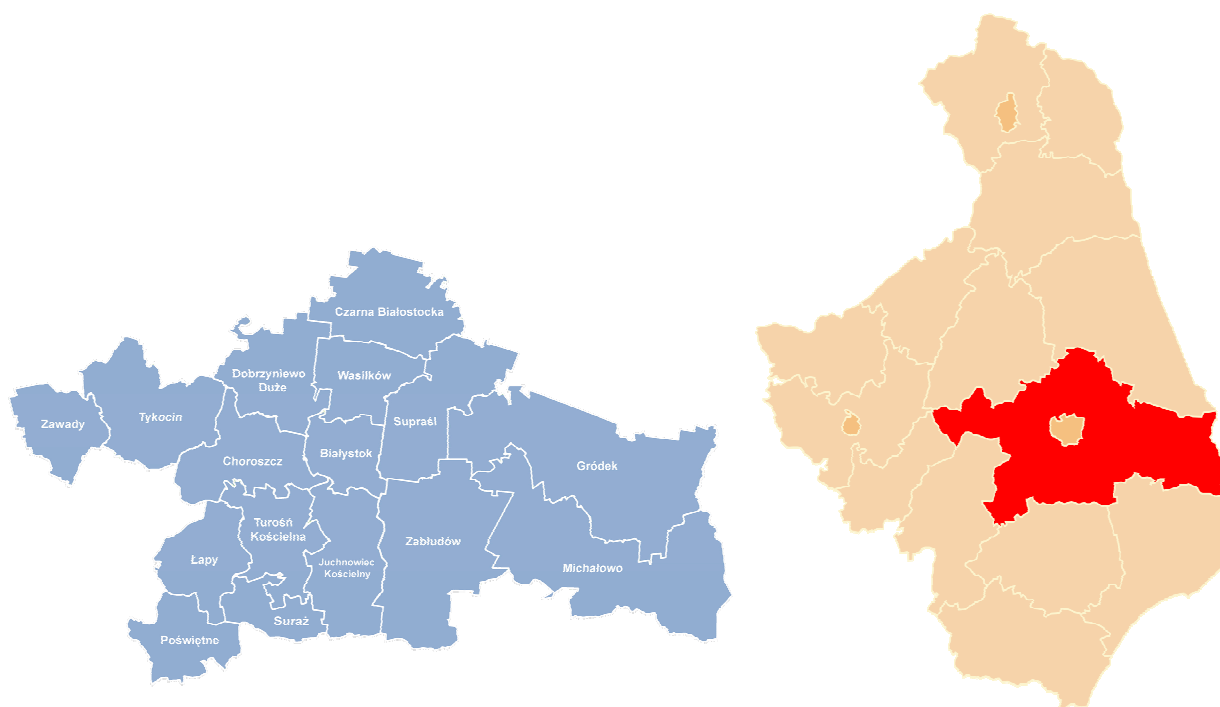 Czarna Białostocka
Dobrzyniewo
Duże
Wasilków
Zawady
Tykocin
Supraśl
Choroszcz
Białystok
Gródek
Turośń
Kościelna
Zabłudów
Łapy
Juchnowiec
Kościelny
Michałowo
Suraż
Poświętne